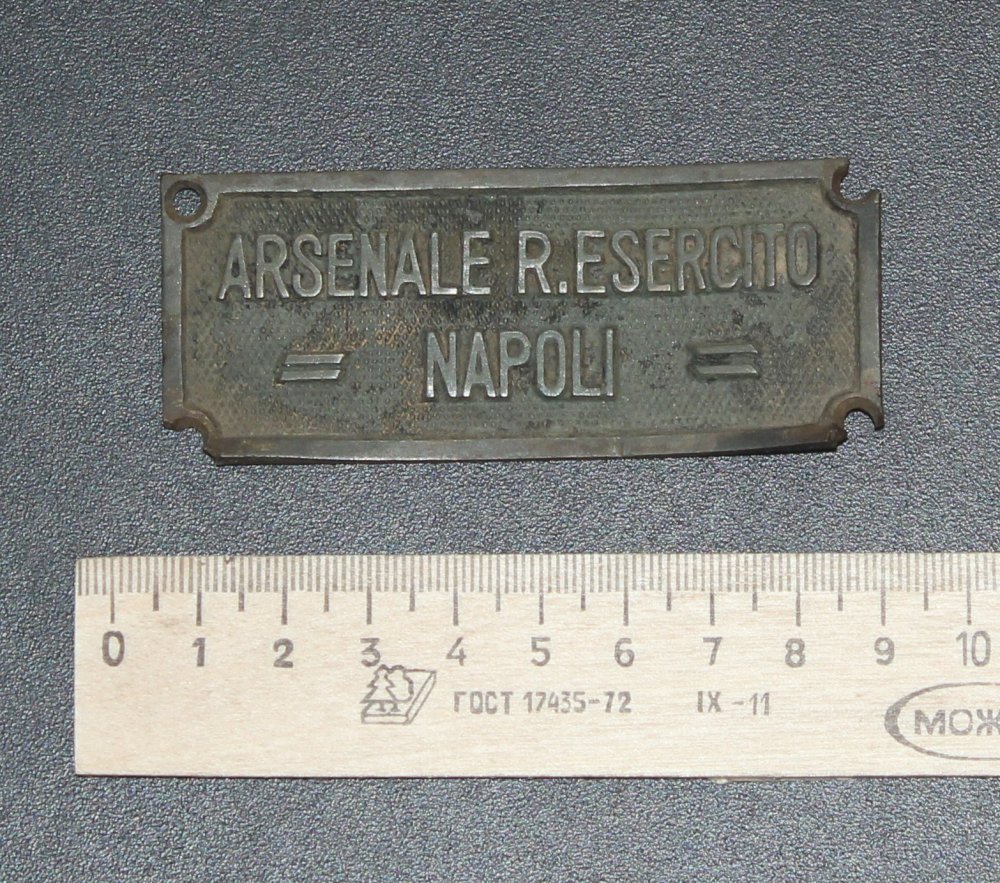 ARSENALE R. ESERCITO
= NAPOLI =
0 1 2 3 4 5 6 7 8 9 10
ГОСТ 17435-72 IX-11